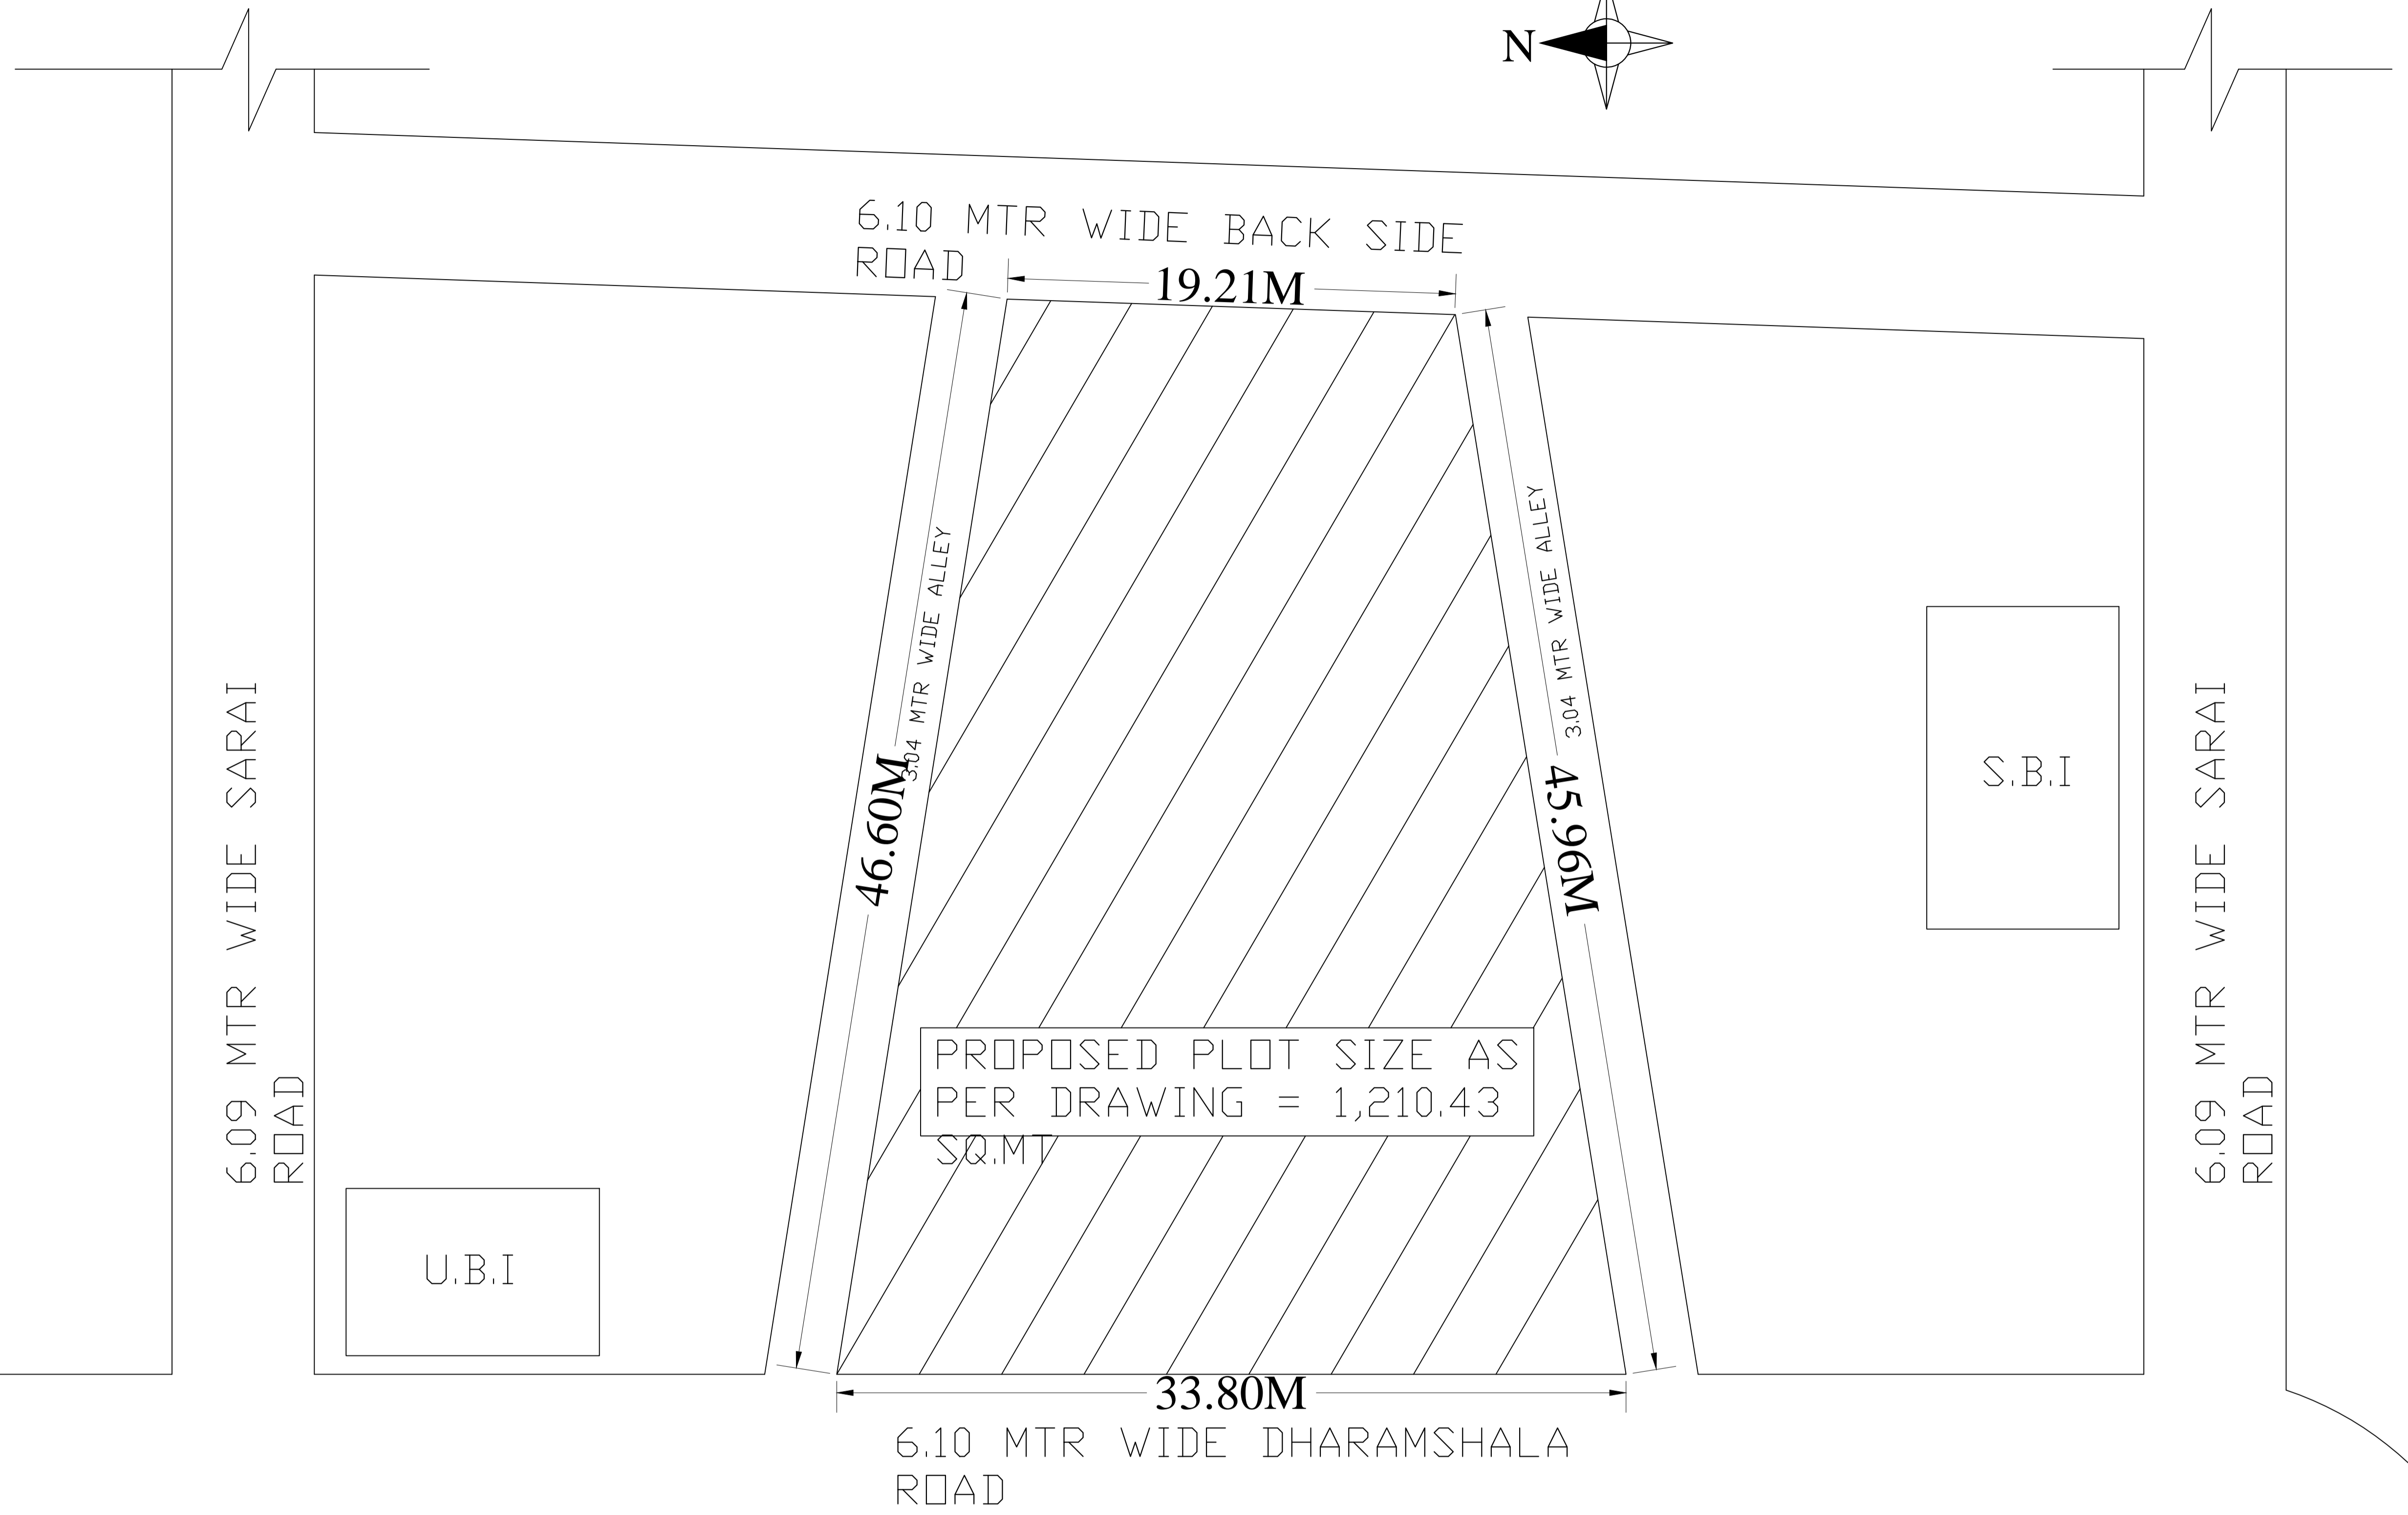 N
6.10 MTR WIDE BACK SIDE
ROAD
19.21M
3.04 MTR WIDE ALLEY
46.60M
3.04 MTR WIDE ALLEY
45.96M
6.09 MTR WIDE SARAI
ROAD
S.B.I
6.09 MTR WIDE SARAI
ROAD
PROPOSED PLOT SIZE AS
PER DRAWING = 1,210.43
SQ.MT
U.B.I
33.80M
6.10 MTR WIDE DHARAMSHALA
ROAD